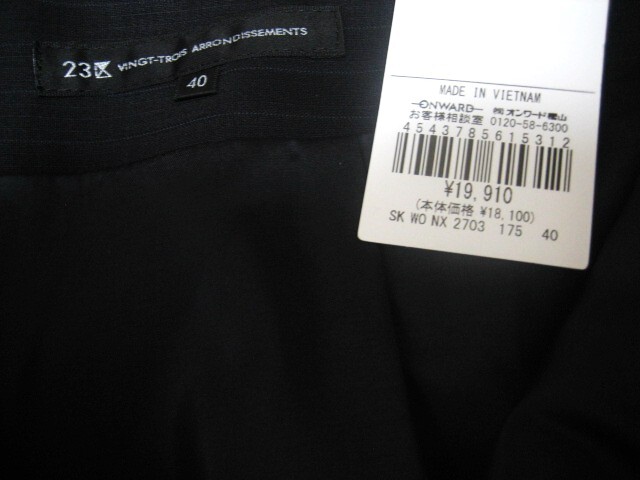 23区 VINGT-TROIS ARRONDISSEMENTS
40
MADE IN VIETNAM
ONWARD ㈱オンワード樫山
お客様相談室 0120-58-6300
4543785615312
¥19,910
(本体価格 ¥18,100)
SK WO NX 2703 175 40